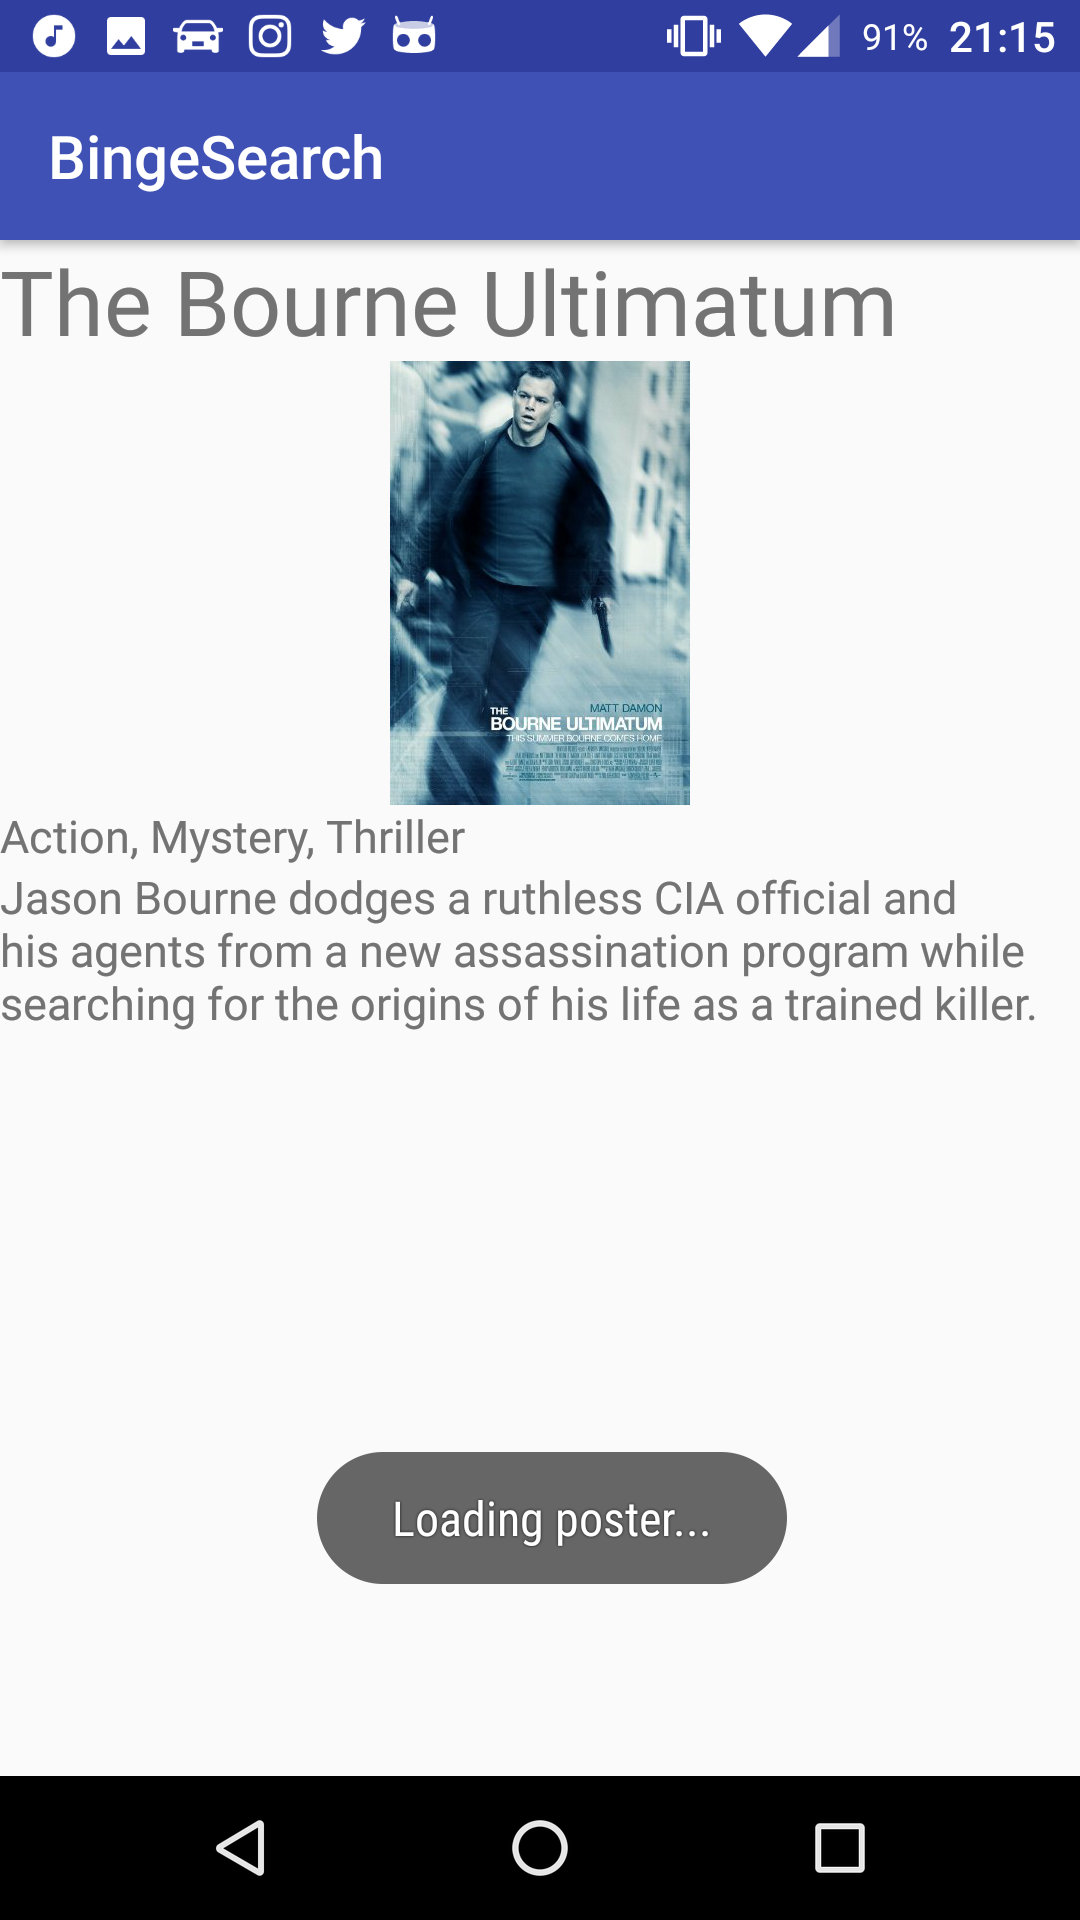 91% 21:15
BingeSearch
The Bourne Ultimatum
MATT DAMON
THE
BOURNE ULTIMATUM
THIS SUMMER BOURNE COMES HOME
Action, Mystery, Thriller
Jason Bourne dodges a ruthless CIA official and
his agents from a new assassination program while
searching for the origins of his life as a trained killer.
Loading poster...